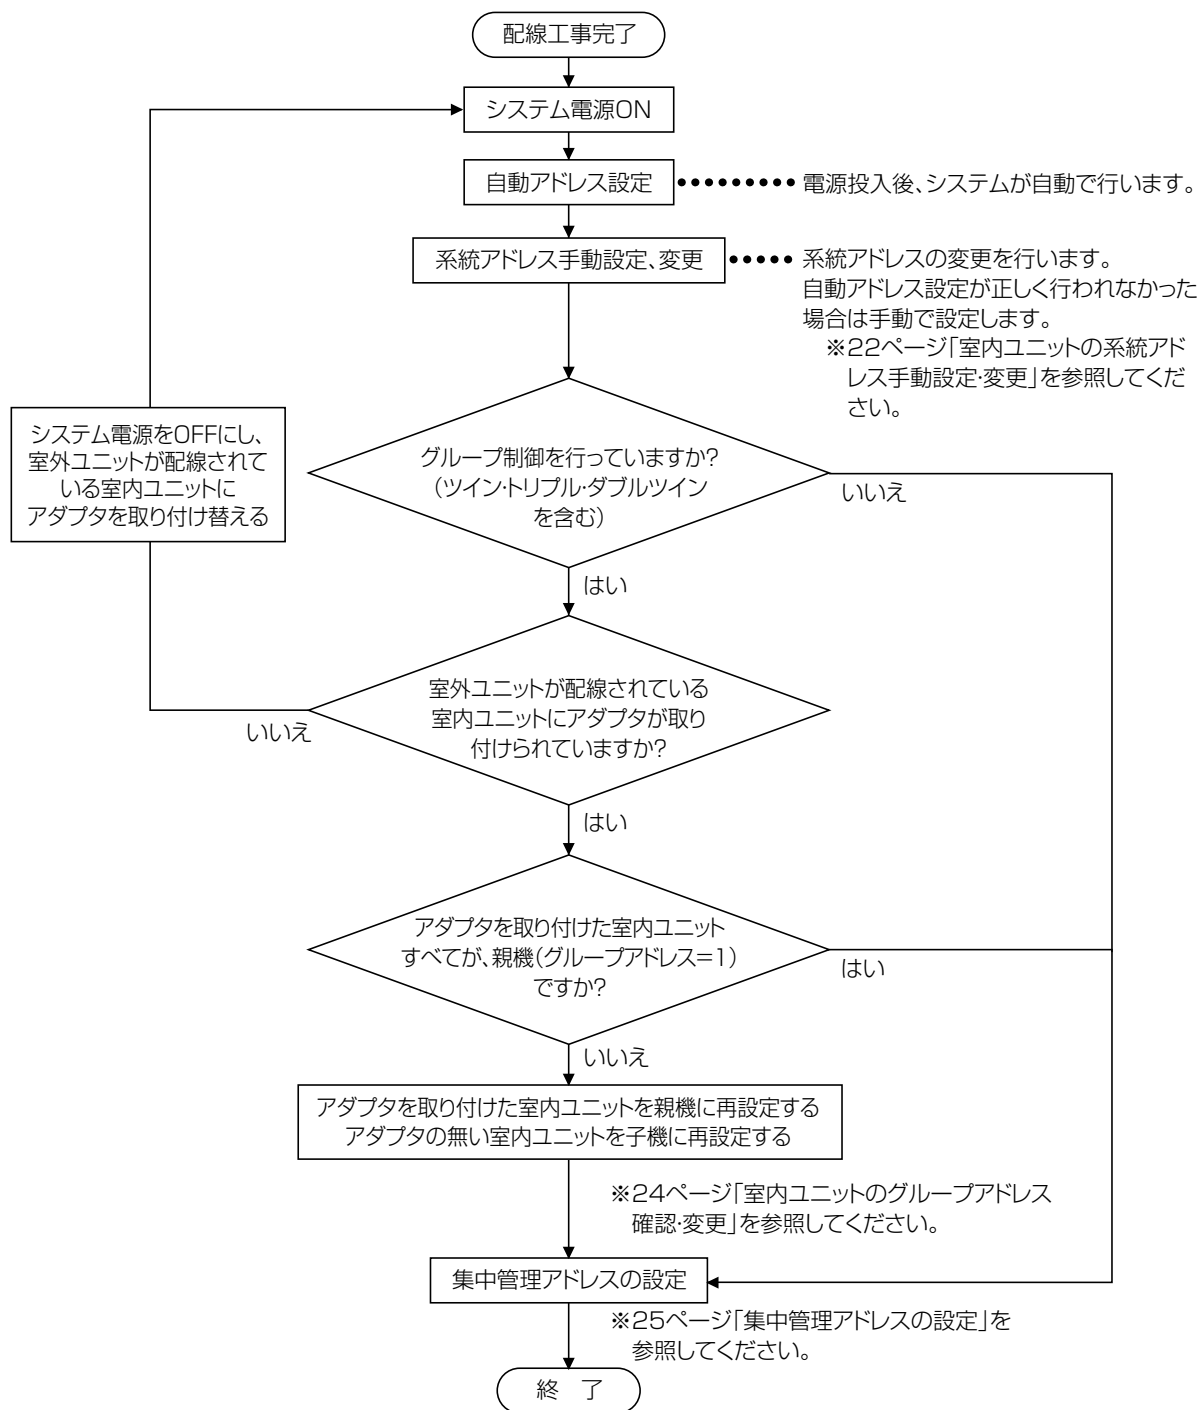 配線工事完了
システム電源ON
自動アドレス設定
電源投入後、システムが自動で行います。
系統アドレス手動設定、変更
系統アドレスの変更を行います。
自動アドレス設定が正しく行われなかった
場合は手動で設定します。
※22ページ「室内ユニットの系統アド
レス手動設定・変更」を参照してくだ
さい。
システム電源をOFFにし、
室外ユニットが配線されて
いる室内ユニットに
アダプタを取り付け替える
グループ制御を行っていますか?
(ツイン・トリプル・ダブルツイン
を含む)
いいえ
はい
室外ユニットが配線されている
室内ユニットにアダプタが取り
付けられていますか?
いいえ
はい
アダプタを取り付けた室内ユニット
すべてが、親機(グループアドレス=1)
ですか?
はい
いいえ
アダプタを取り付けた室内ユニットを親機に再設定する
アダプタの無い室内ユニットを子機に再設定する
※24ページ「室内ユニットのグループアドレス
確認・変更」を参照してください。
集中管理アドレスの設定
※25ページ「集中管理アドレスの設定」を
参照してください。
終 了